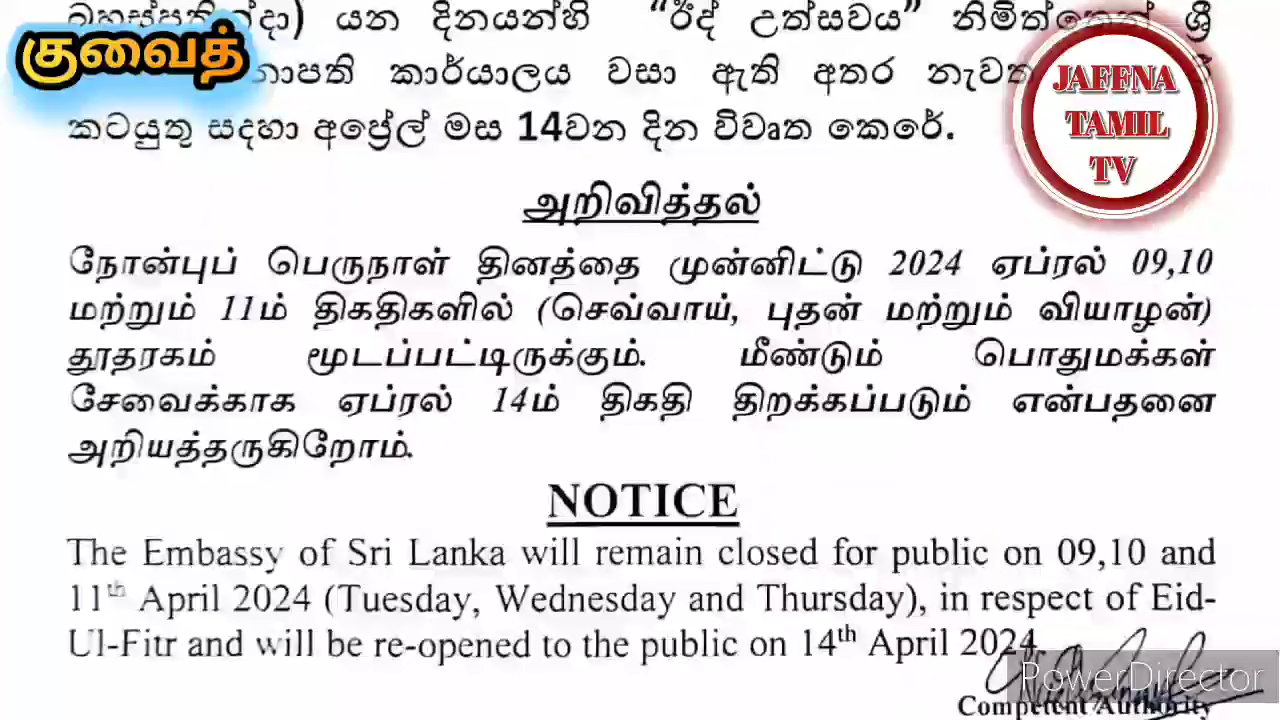 குவைத்
යන දිනයන්හි “ඊද් උත්සවය” ශ්‍රී
කාර්යාලය වසා ඇති අතර
කටයුතු සදහා අප්‍රේල් මස 14වන දින විවෘත කෙරේ.
JAFFNA
TAMIL
TV
அறிவித்தல்
நோன்புப் பெருநாள் தினத்தை முன்னிட்டு 2024 ஏப்ரல் 09,10
மற்றும் 11ம் திகதிகளில் (செவ்வாய், புதன் மற்றும் வியாழன்)
தூதரகம் மூடப்பட்டிருக்கும். மீண்டும் பொதுமக்கள்
சேவைக்காக ஏப்ரல் 14ம் திகதி திறக்கப்படும் என்பதனை
அறியத்தருகிறோம்.
NOTICE
The Embassy of Sri Lanka will remain closed for public on 09,10 and
11th April 2024 (Tuesday, Wednesday and Thursday), in respect of Eid-
Ul-Fitr and will be re-opened to the public on 14th April 2024.
PowerDirector
Competent Authority